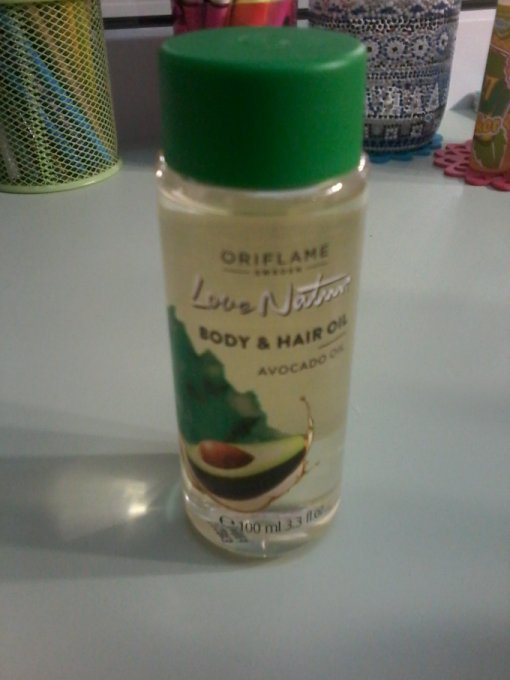 ORIFLAME
SWEDEN
Love Nature
BODY & HAIR OIL
AVOCADO OIL
e 100 ml 3.3 fl.oz